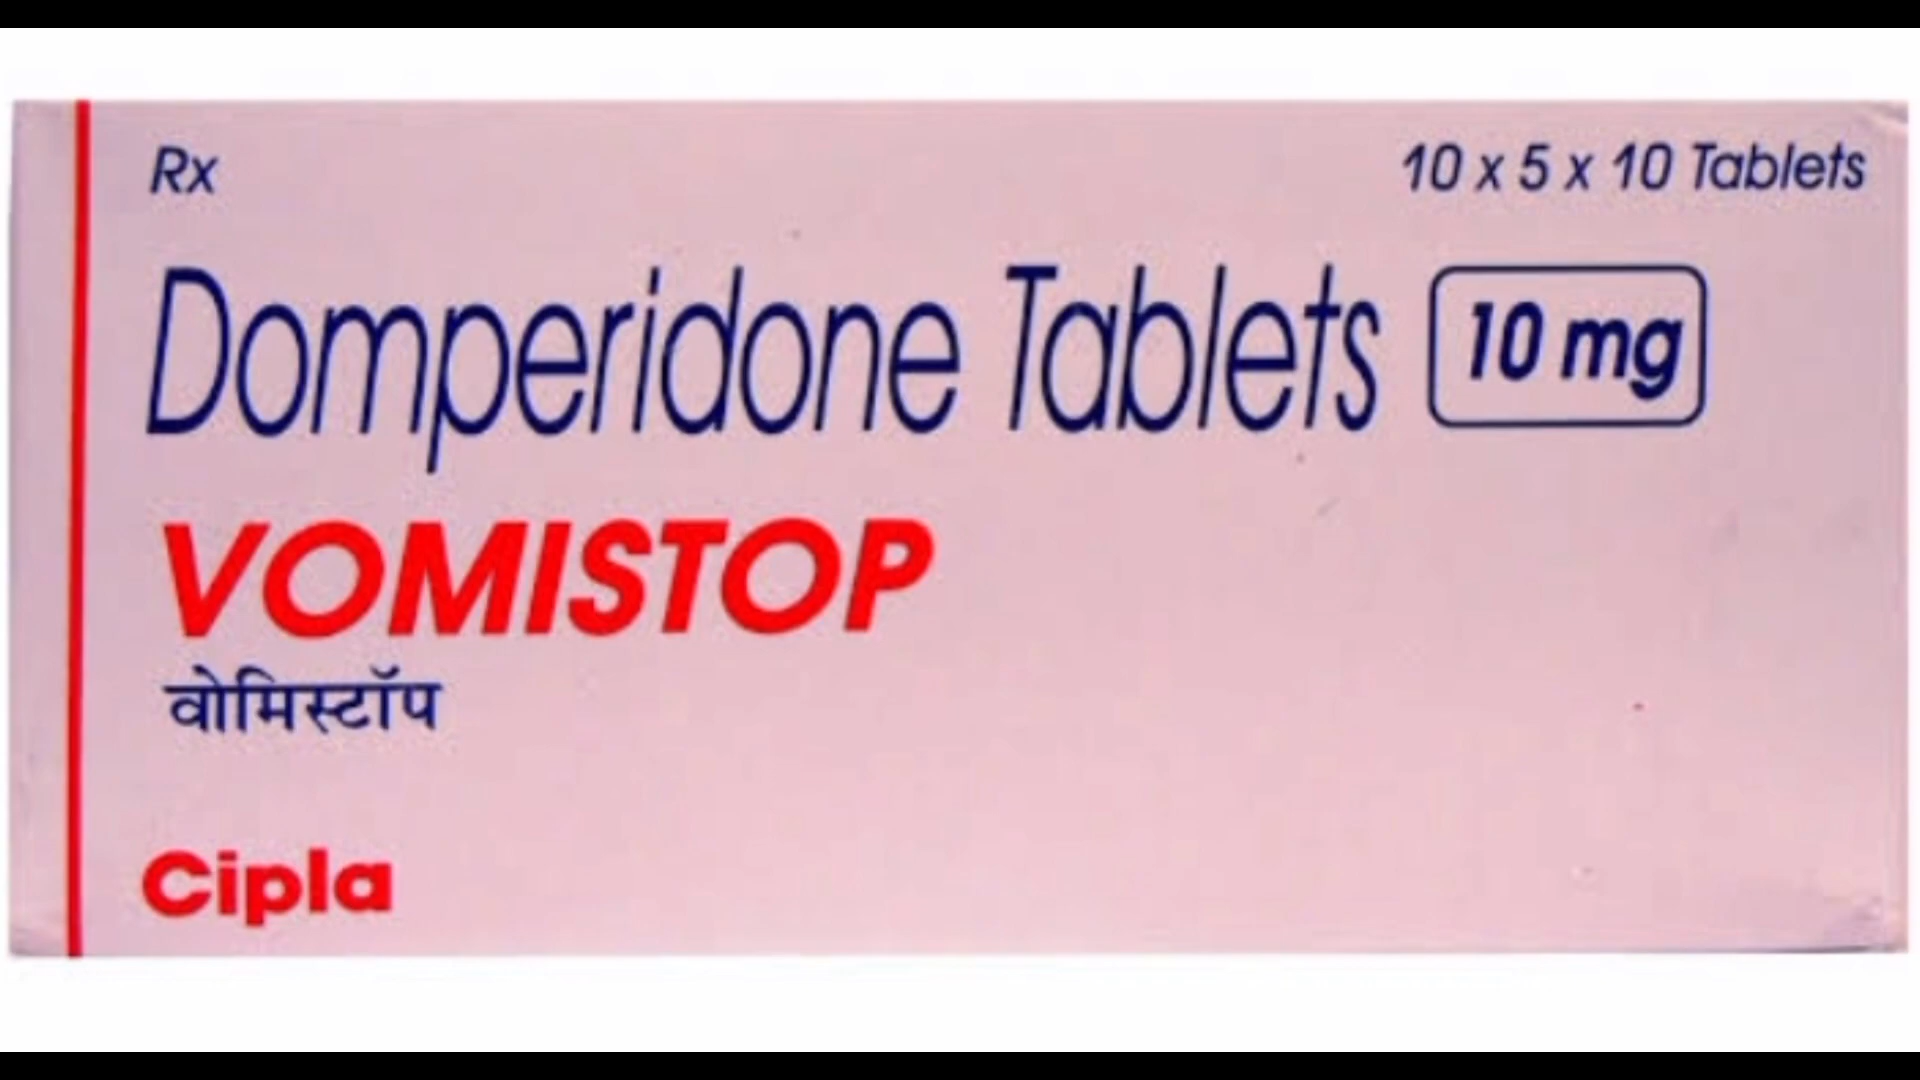 Rx
10 x 5 x 10 Tablets
Domperidone Tablets 10 mg
VOMISTOP
वोमिस्टॉप
Cipla